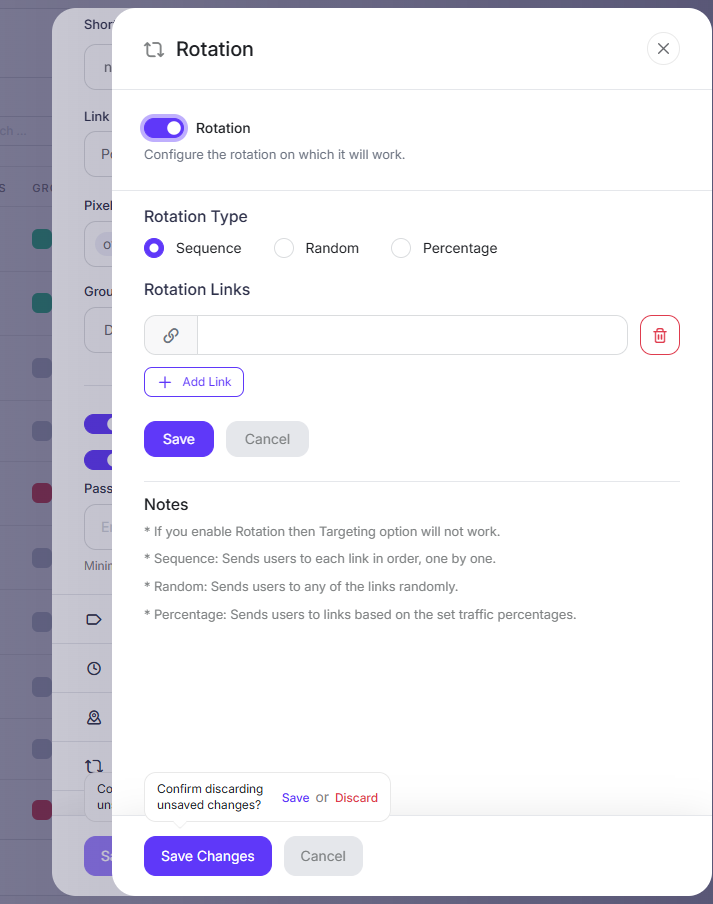 Rotation
Rotation
Configure the rotation on which it will work.
Rotation Type
Sequence
Random
Percentage
Rotation Links
Add Link
Save
Cancel
Notes
* If you enable Rotation then Targeting option will not work.
* Sequence: Sends users to each link in order, one by one.
* Random: Sends users to any of the links randomly.
* Percentage: Sends users to links based on the set traffic percentages.
Confirm discarding
unsaved changes?
Save or Discard
Save Changes
Cancel
Link
Pixel